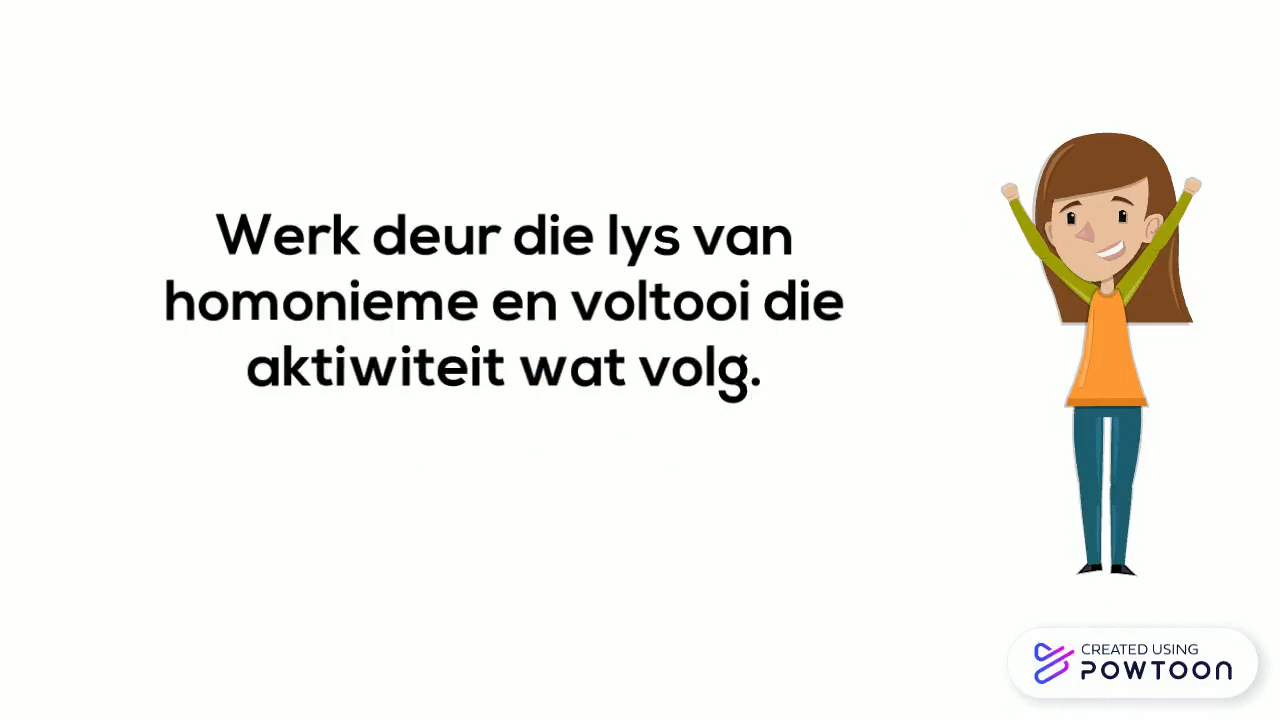 Werk deur die lys van
homonieme en voltooi die
aktiwiteit wat volg.
CREATED USING
POWTOON